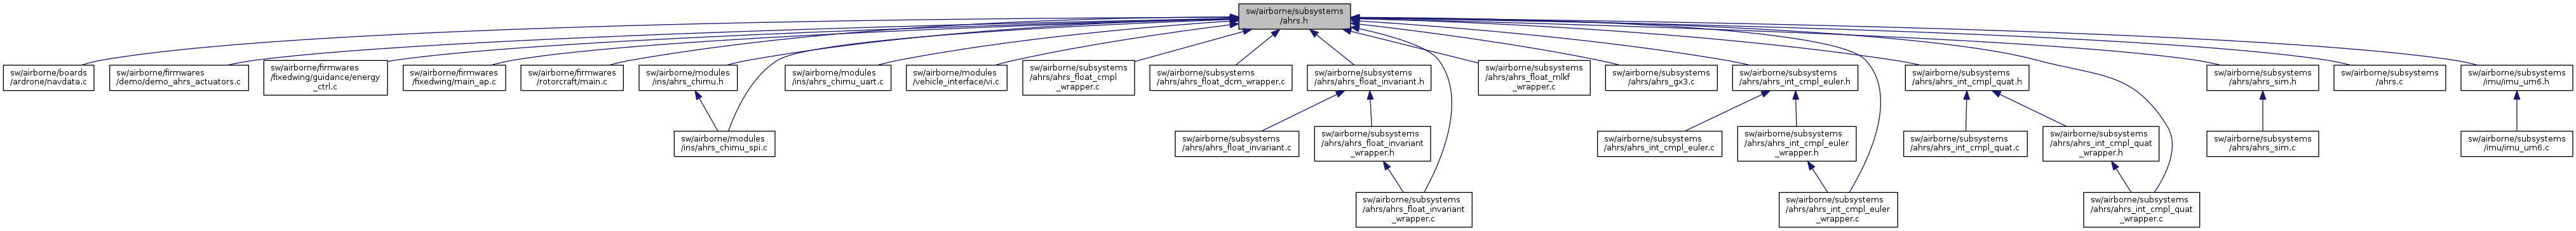 sw/airborne/subsystems
/ahrs.h
sw/airborne/boards
/ardrone/navdata.c
sw/airborne/firmwares
/demo/demo_ahrs_actuators.c
sw/airborne/firmwares
/fixedwing/guidance/energy
_ctrl.c
sw/airborne/firmwares
/fixedwing/main_ap.c
sw/airborne/firmwares
/rotorcraft/main.c
sw/airborne/modules
/ins/ahrs_chimu.h
sw/airborne/modules
/ins/ahrs_chimu_uart.c
sw/airborne/modules
/vehicle_interface/vi.c
sw/airborne/subsystems
/ahrs/ahrs_float_cmpl
_wrapper.c
sw/airborne/subsystems
/ahrs/ahrs_float_dcm_wrapper.c
sw/airborne/subsystems
/ahrs/ahrs_float_invariant.h
sw/airborne/subsystems
/ahrs/ahrs_float_mlkf
_wrapper.c
sw/airborne/subsystems
/ahrs/ahrs_gx3.c
sw/airborne/subsystems
/ahrs/ahrs_int_cmpl_euler.h
sw/airborne/subsystems
/ahrs/ahrs_int_cmpl_quat.h
sw/airborne/subsystems
/ahrs/ahrs_sim.h
sw/airborne/subsystems
/ahrs.c
sw/airborne/subsystems
/imu/imu_um6.h
sw/airborne/modules
/ins/ahrs_chimu_spi.c
sw/airborne/subsystems
/ahrs/ahrs_float_invariant.c
sw/airborne/subsystems
/ahrs/ahrs_float_invariant
_wrapper.h
sw/airborne/subsystems
/ahrs/ahrs_int_cmpl_euler.c
sw/airborne/subsystems
/ahrs/ahrs_int_cmpl_euler
_wrapper.h
sw/airborne/subsystems
/ahrs/ahrs_int_cmpl_quat.c
sw/airborne/subsystems
/ahrs/ahrs_int_cmpl_quat
_wrapper.h
sw/airborne/subsystems
/ahrs/ahrs_sim.c
sw/airborne/subsystems
/imu/imu_um6.c
sw/airborne/subsystems
/ahrs/ahrs_float_invariant
_wrapper.c
sw/airborne/subsystems
/ahrs/ahrs_int_cmpl_euler
_wrapper.c
sw/airborne/subsystems
/ahrs/ahrs_int_cmpl_quat
_wrapper.c